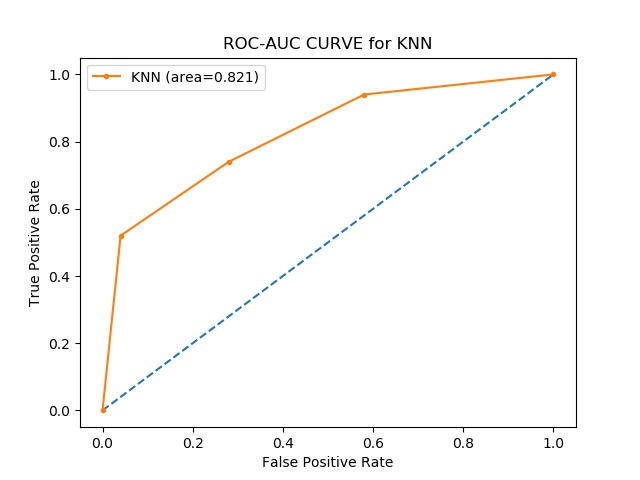 ROC-AUC CURVE for KNN
KNN (area=0.821)
True Positive Rate
1.0
0.8
0.6
0.4
0.2
0.0
0.0 0.2 0.4 0.6 0.8 1.0
False Positive Rate